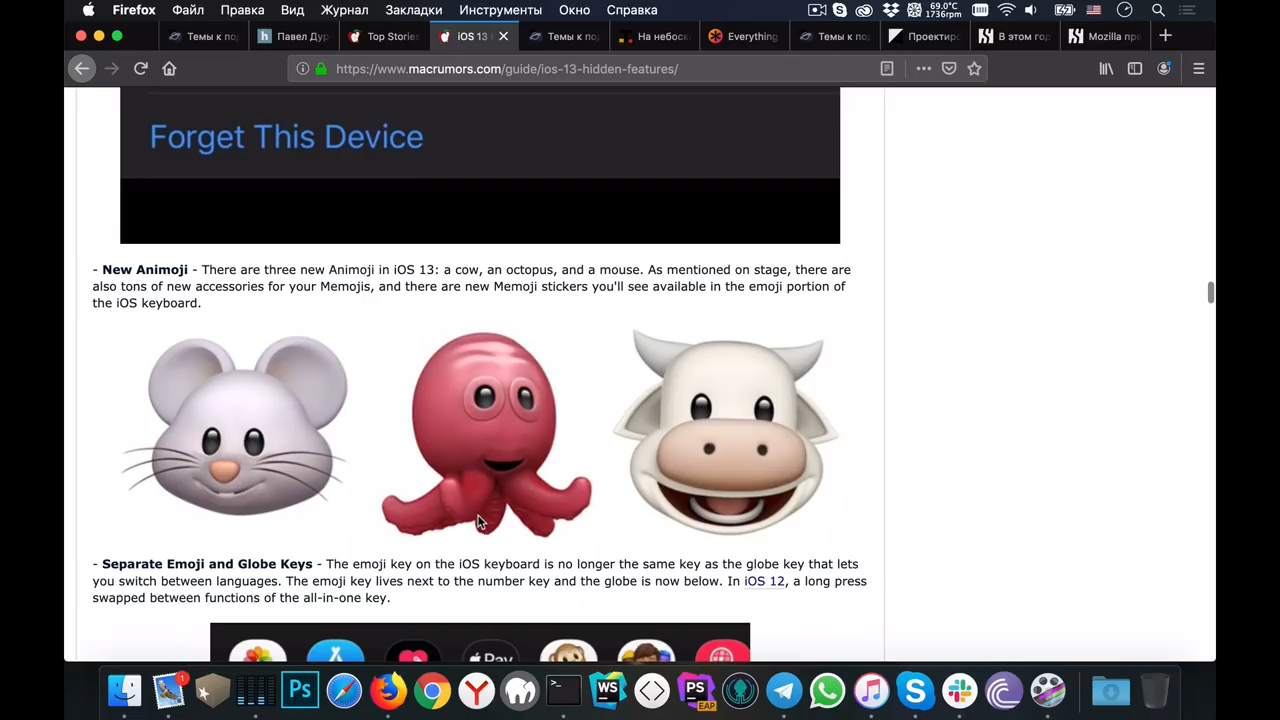 Firefox Файл Правка Вид Журнал Закладки Инструменты Окно Справка 69.0°C 1736rpm
Темы к по Павел Дур Top Stories iOS 13 Темы к по На небоск Everything Темы к по Проектиро В этом год Mozilla пре
https://www.macrumors.com/guide/ios-13-hidden-features/
Forget This Device
- New Animoji - There are three new Animoji in iOS 13: a cow, an octopus, and a mouse. As mentioned on stage, there are
also tons of new accessories for your Memojis, and there are new Memoji stickers you'll see available in the emoji portion of
the iOS keyboard.
- Separate Emoji and Globe Keys - The emoji key on the iOS keyboard is no longer the same key as the globe key that lets
you switch between languages. The emoji key lives next to the number key and the globe is now below. In iOS 12, a long press
swapped between functions of the all-in-one key.
Pay
1 Ps WS PS EAP